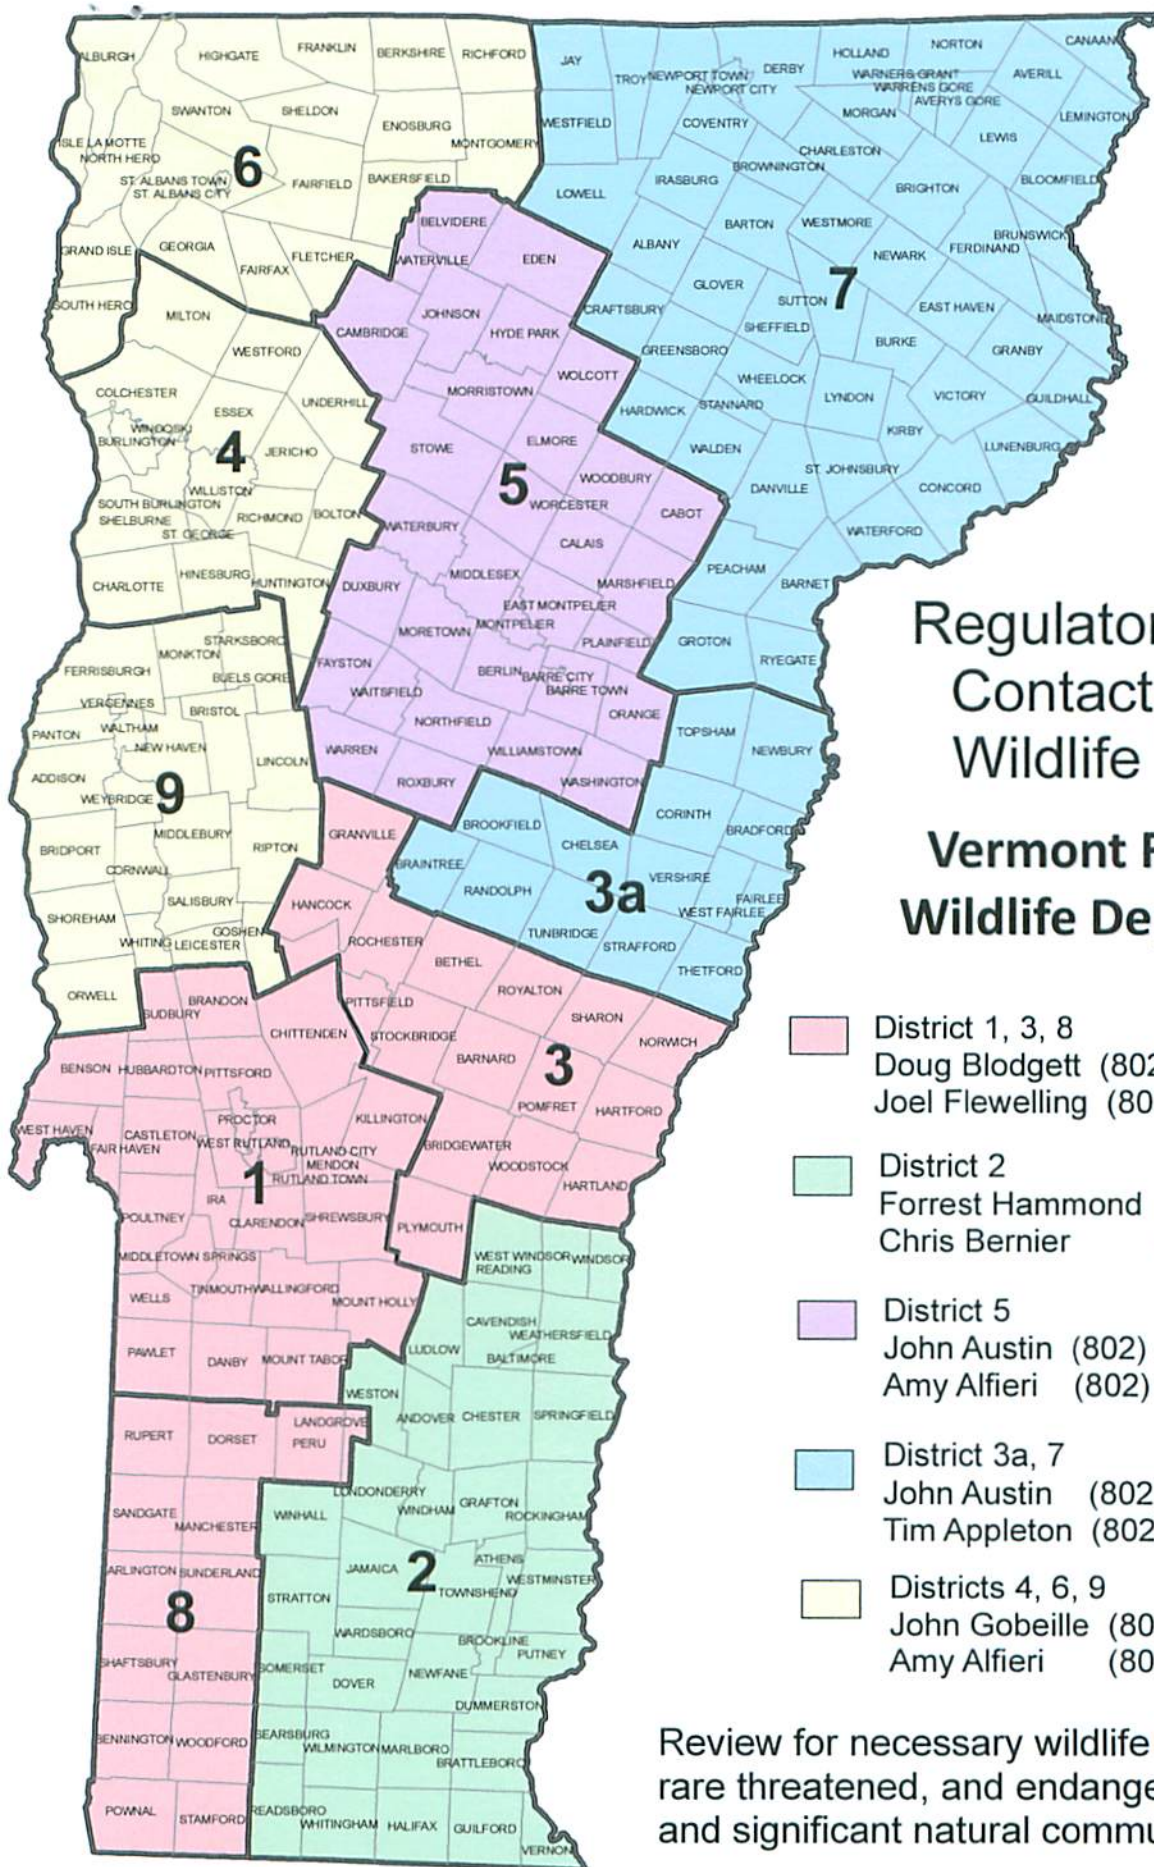 ALBURGH
HIGHGATE
FRANKLIN
BERKSHIRE
RICHFORD
SWANTON
SHELDON
ENOSBURG
MONTGOMERY
ISLE LA MOTTE
NORTH HERO
ST. ALBANS TOWN
ST. ALBANS CITY
6
FAIRFIELD
BAKERSFIELD
GRAND ISLE
GEORGIA
FAIRFAX
FLETCHER
SOUTH HERO
JAY
TROY
NEWPORT TOWN
NEWPORT CITY
DERBY
HOLLAND
NORTON
CANAAN
WARNERS GRANT
WARRENS GORE
AVERYS GORE
AVERILL
WESTFIELD
COVENTRY
MORGAN
LEWIS
LEMINGTON
CHARLESTON
BROWNINGTON
LOWELL
IRASBURG
BRIGHTON
BLOOMFIELD
ALBANY
BARTON
WESTMORE
NEWARK
FERDINAND
BRUNSWICK
CRAFTSBURY
GLOVER
SUTTON
7
EAST HAVEN
MAIDSTONE
SHEFFIELD
BURKE
GRANBY
GREENSBORO
WHEELOCK
LYNDON
VICTORY
GUILDHALL
HARDWICK
STANNARD
KIRBY
LUNENBURG
WALDEN
DANVILLE
ST. JOHNSBURY
CONCORD
WATERFORD
PEACHAM
BARNET
GROTON
RYEGATE
BELVIDERE
WATERVILLE
EDEN
CAMBRIDGE
JOHNSON
HYDE PARK
WOLCOTT
MORRISTOWN
STOWE
ELMORE
5
WOODBURY
WORCESTER
CABOT
WATERBURY
CALAIS
DUXBURY
MIDDLESEX
MARSHFIELD
EAST MONTPELIER
MONTPELIER
MORETOWN
PLAINFIELD
FAYSTON
BERLIN
BARRE CITY
BARRE TOWN
WAITSFIELD
NORTHFIELD
ORANGE
WARREN
WILLIAMSTOWN
ROXBURY
WASHINGTON
MILTON
WESTFORD
COLCHESTER
UNDERHILL
ESSEX
WINOOSKI
BURLINGTON
4
JERICHO
WILLISTON
SOUTH BURLINGTON
SHELBURNE
RICHMOND
BOLTON
ST. GEORGE
CHARLOTTE
HINESBURG
HUNTINGTON
STARKSBORO
MONKTON
FERRISBURGH
BUELS GORE
VERGENNES
BRISTOL
PANTON
WALTHAM
NEW HAVEN
LINCOLN
ADDISON
WEYBRIDGE
9
MIDDLEBURY
BRIDPORT
RIPTON
CORNWALL
SALISBURY
SHOREHAM
GOSHEN
WHITING
LEICESTER
ORWELL
TOPSHAM
NEWBURY
CORINTH
BRADFORD
BROOKFIELD
CHELSEA
BRAINTREE
RANDOLPH
3a
VERSHIRE
FAIRLEE
WEST FAIRLEE
TUNBRIDGE
STRAFFORD
THETFORD
GRANVILLE
HANCOCK
ROCHESTER
BETHEL
ROYALTON
PITTSFIELD
SHARON
STOCKBRIDGE
NORWICH
BARNARD
3
POMFRET
HARTFORD
BRIDGEWATER
WOODSTOCK
HARTLAND
PLYMOUTH
SUDBURY
BRANDON
CHITTENDEN
BENSON
HUBBARDTON
PITTSFORD
PROCTOR
KILLINGTON
WEST HAVEN
FAIR HAVEN
CASTLETON
WEST RUTLAND
RUTLAND CITY
MENDON
RUTLAND TOWN
1
IRA
POULTNEY
CLARENDON
SHREWSBURY
MIDDLETOWN SPRINGS
WELLS
TINMOUTH
WALLINGFORD
MOUNT HOLLY
PAWLET
DANBY
MOUNT TABOR
WEST WINDSOR
WINDSOR
READING
CAVENDISH
WEATHERSFIELD
LUDLOW
BALTIMORE
WESTON
ANDOVER
CHESTER
SPRINGFIELD
LONDONDERRY
WINHALL
WINDHAM
GRAFTON
ROCKINGHAM
JAMAICA
2
ATHENS
TOWNSHEND
WESTMINSTER
STRATTON
WARDSBORO
BROOKLINE
PUTNEY
SOMERSET
DOVER
NEWFANE
DUMMERSTON
SEARSBURG
WILMINGTON
MARLBORO
BRATTLEBORO
READSBORO
WHITINGHAM
HALIFAX
GUILFORD
VERNON
RUPERT
DORSET
LANDGROVE
PERU
SANDGATE
MANCHESTER
ARLINGTON
SUNDERLAND
8
SHAFTSBURY
GLASTENBURY
BENNINGTON
WOODFORD
POWNAL
STAMFORD
Regulator
Contact
Wildlife
Vermont F
Wildlife De
District 1, 3, 8
Doug Blodgett (802
Joel Flewelling (80
District 2
Forrest Hammond
Chris Bernier
District 5
John Austin (802)
Amy Alfieri (802)
District 3a, 7
John Austin (802
Tim Appleton (802
Districts 4, 6, 9
John Gobeille (80
Amy Alfieri (80
Review for necessary wildlife
rare threatened, and endange
and significant natural commu